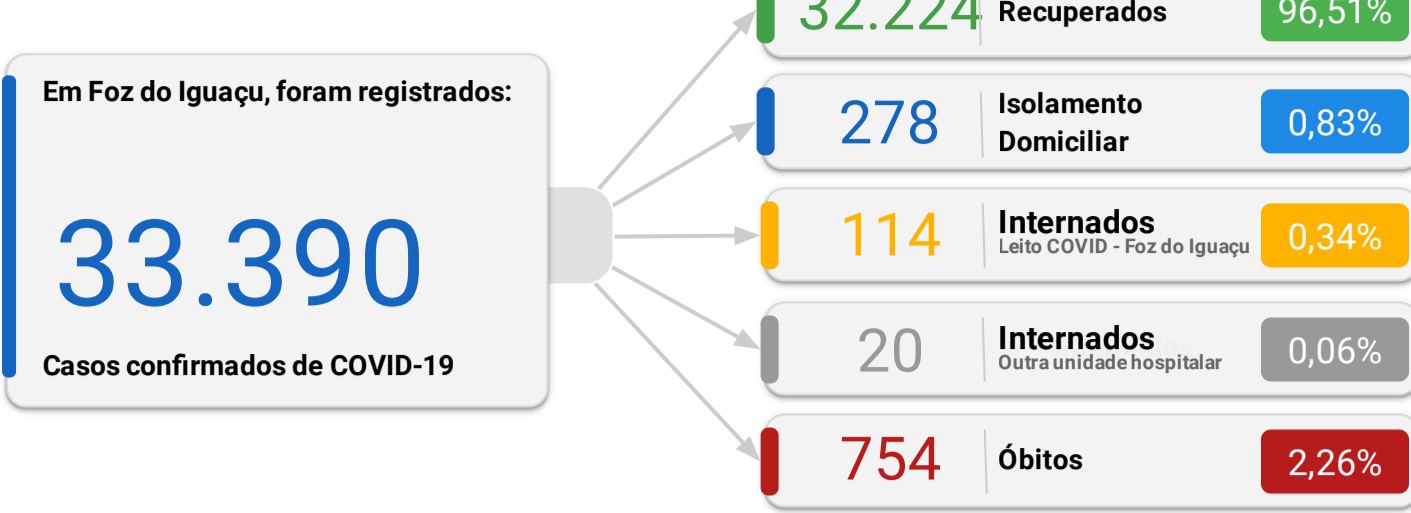 Em Foz do Iguaçu, foram registrados:
33.390
Casos confirmados de COVID-19
32.224 Recuperados 96,51%
278 Isolamento Domiciliar 0,83%
114 Internados 0,34%
Leito COVID - Foz do Iguaçu
20 Internados 0,06%
Outra unidade hospitalar
754 Óbitos 2,26%